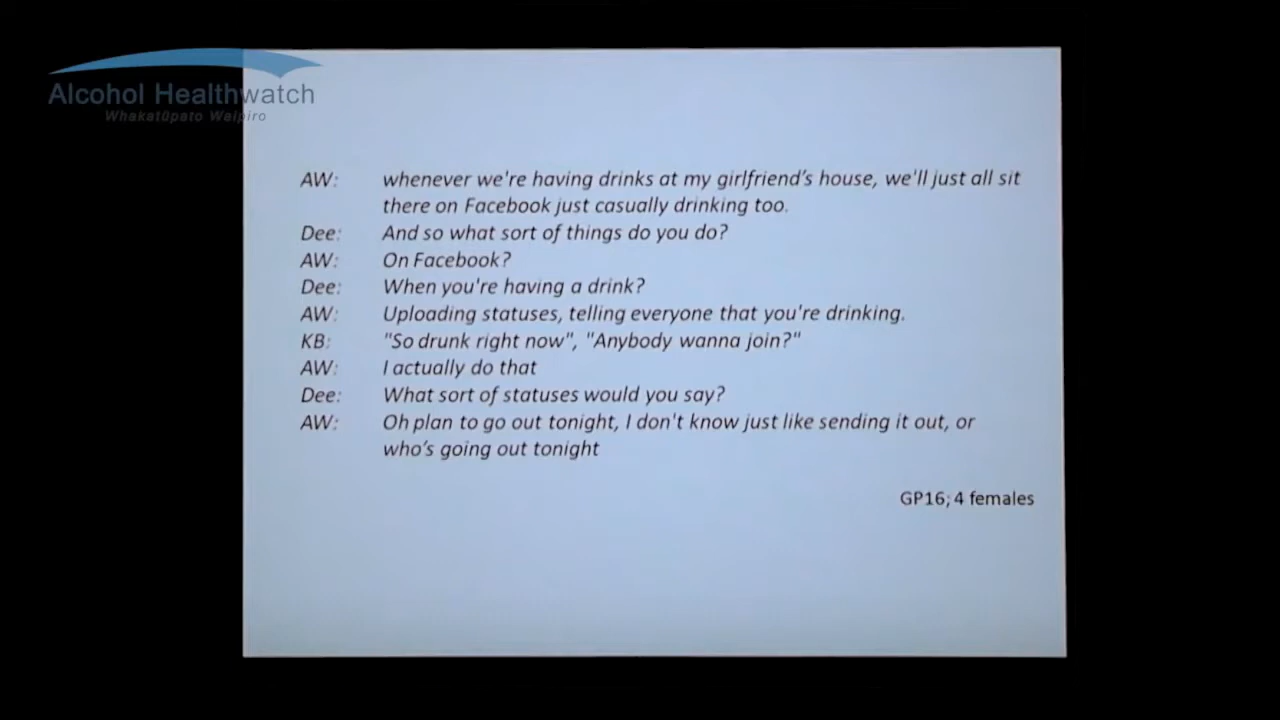 Alcohol Healthwatch
Whakatūpato Waipiro
AW: whenever we're having drinks at my girlfriend's house, we'll just all sit
there on Facebook just casually drinking too.
Dee: And so what sort of things do you do?
AW: On Facebook?
Dee: When you're having a drink?
AW: Uploading statuses, telling everyone that you're drinking.
KB: "So drunk right now", "Anybody wanna join?"
AW: I actually do that
Dee: What sort of statuses would you say?
AW: Oh plan to go out tonight, I don't know just like sending it out, or
who's going out tonight
GP16; 4 females